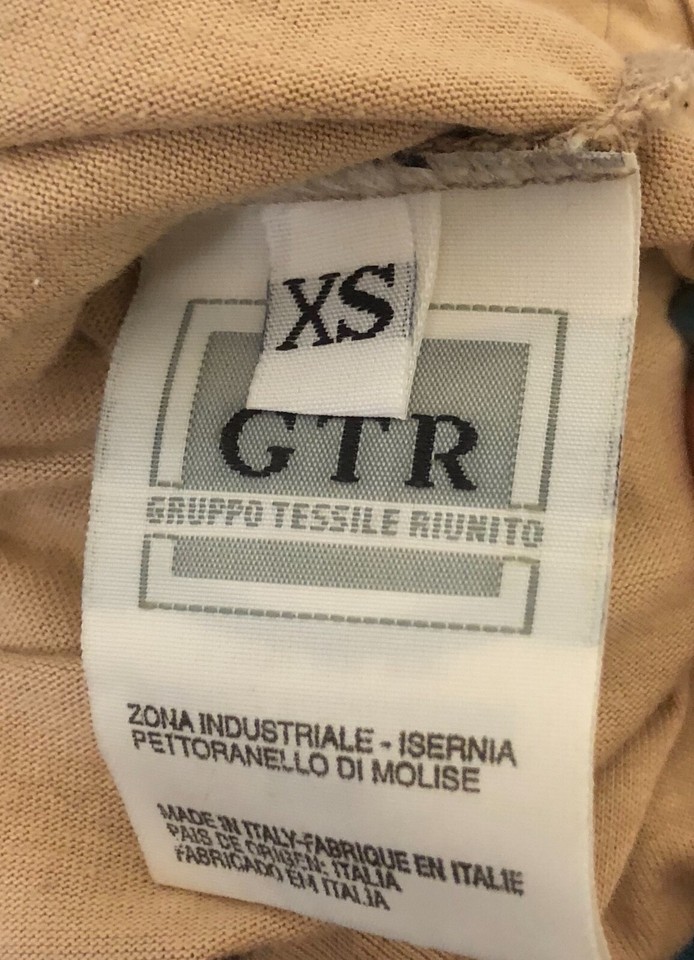 XS
GTR
GRUPPO TESSILE RIUNITO
ZONA INDUSTRIALE - ISERNIA
PETTORANELLO DI MOLISE
MADE IN ITALY-FABRIQUE EN ITALIE
PAIS DE ORIGEN: ITALIA
FABRICADO EM ITALIA